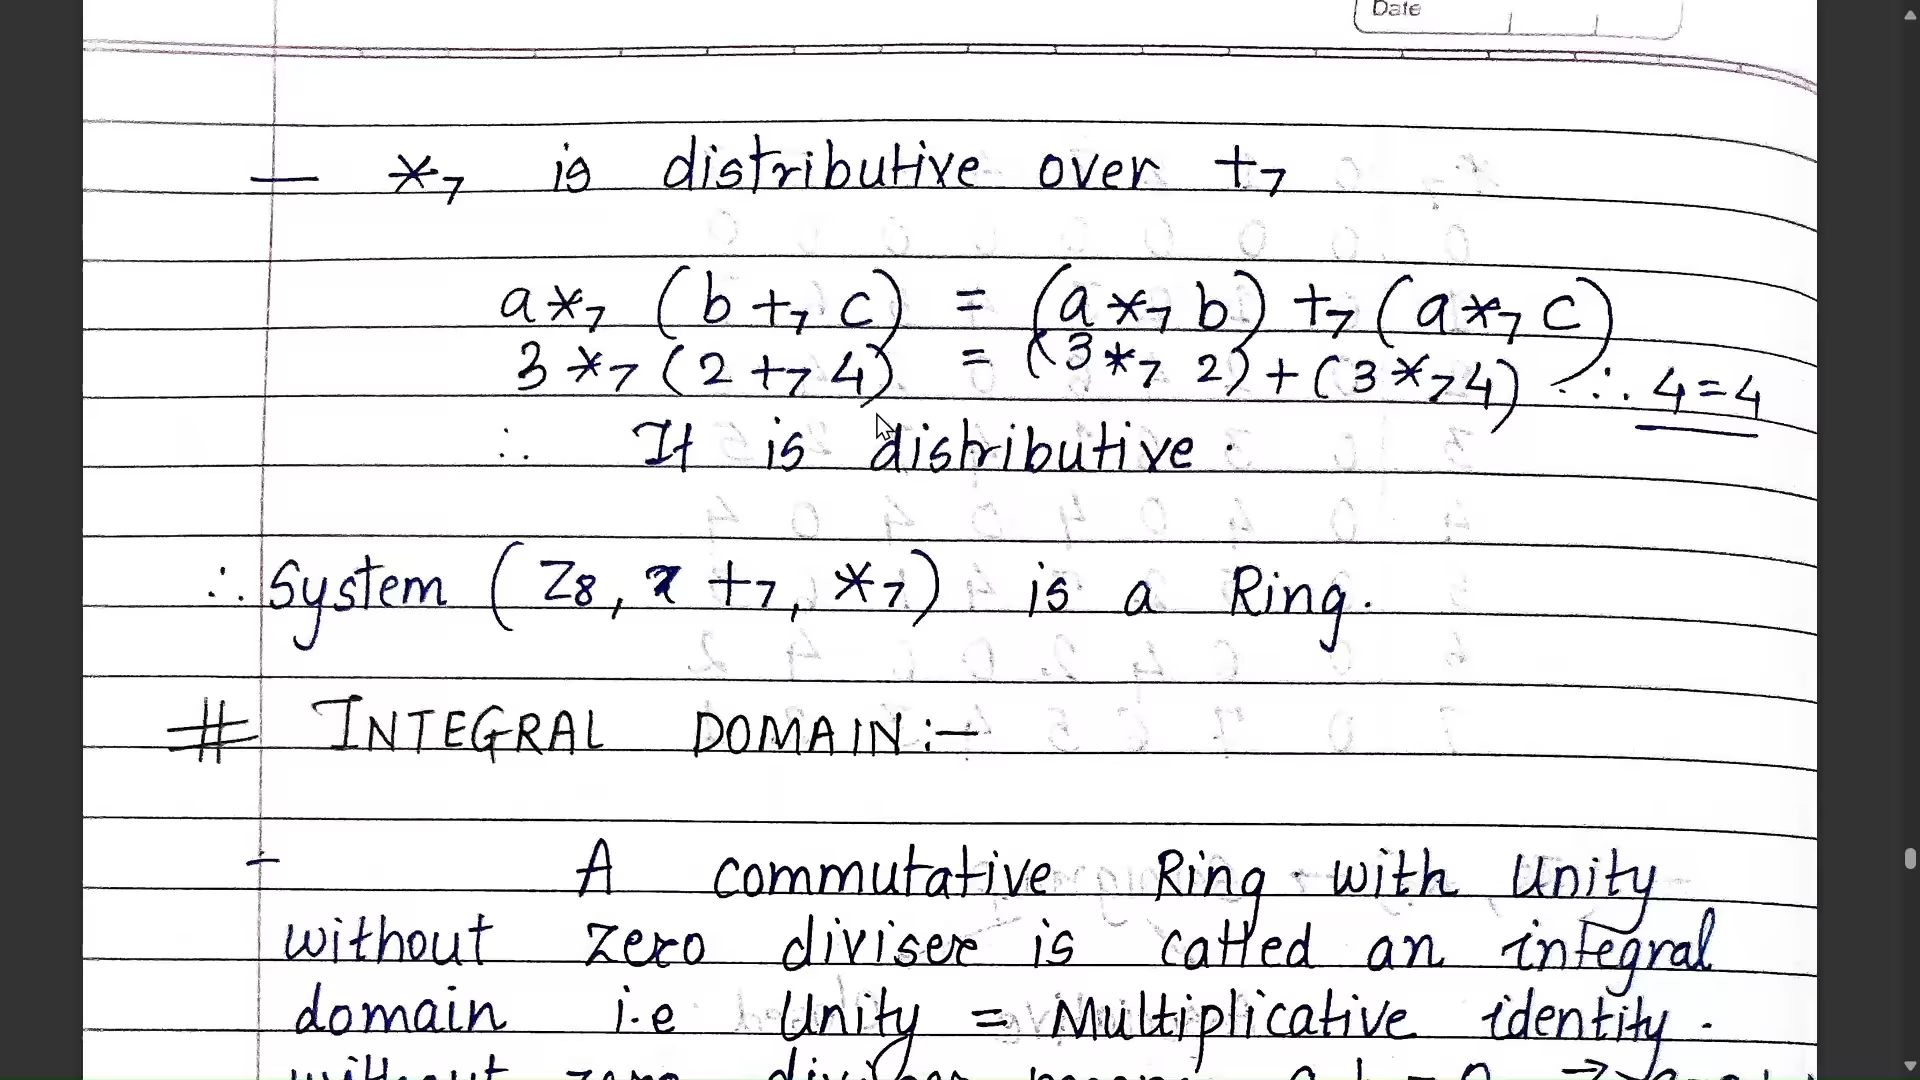 Date
— *7 is distributive over +7
a *7 (b +7 c) = (a *7 b) +7 (a *7 c)
3 *7 (2 +7 4) = (3 *7 2) + (3 *7 4) ∴ 4 = 4
∴ It is distributive.
∴ System (Z8, +7, *7) is a Ring.
# INTEGRAL DOMAIN :-
- A commutative Ring with Unity
without zero diviser is called an integral
domain i.e Unity = Multiplicative identity.
without zero